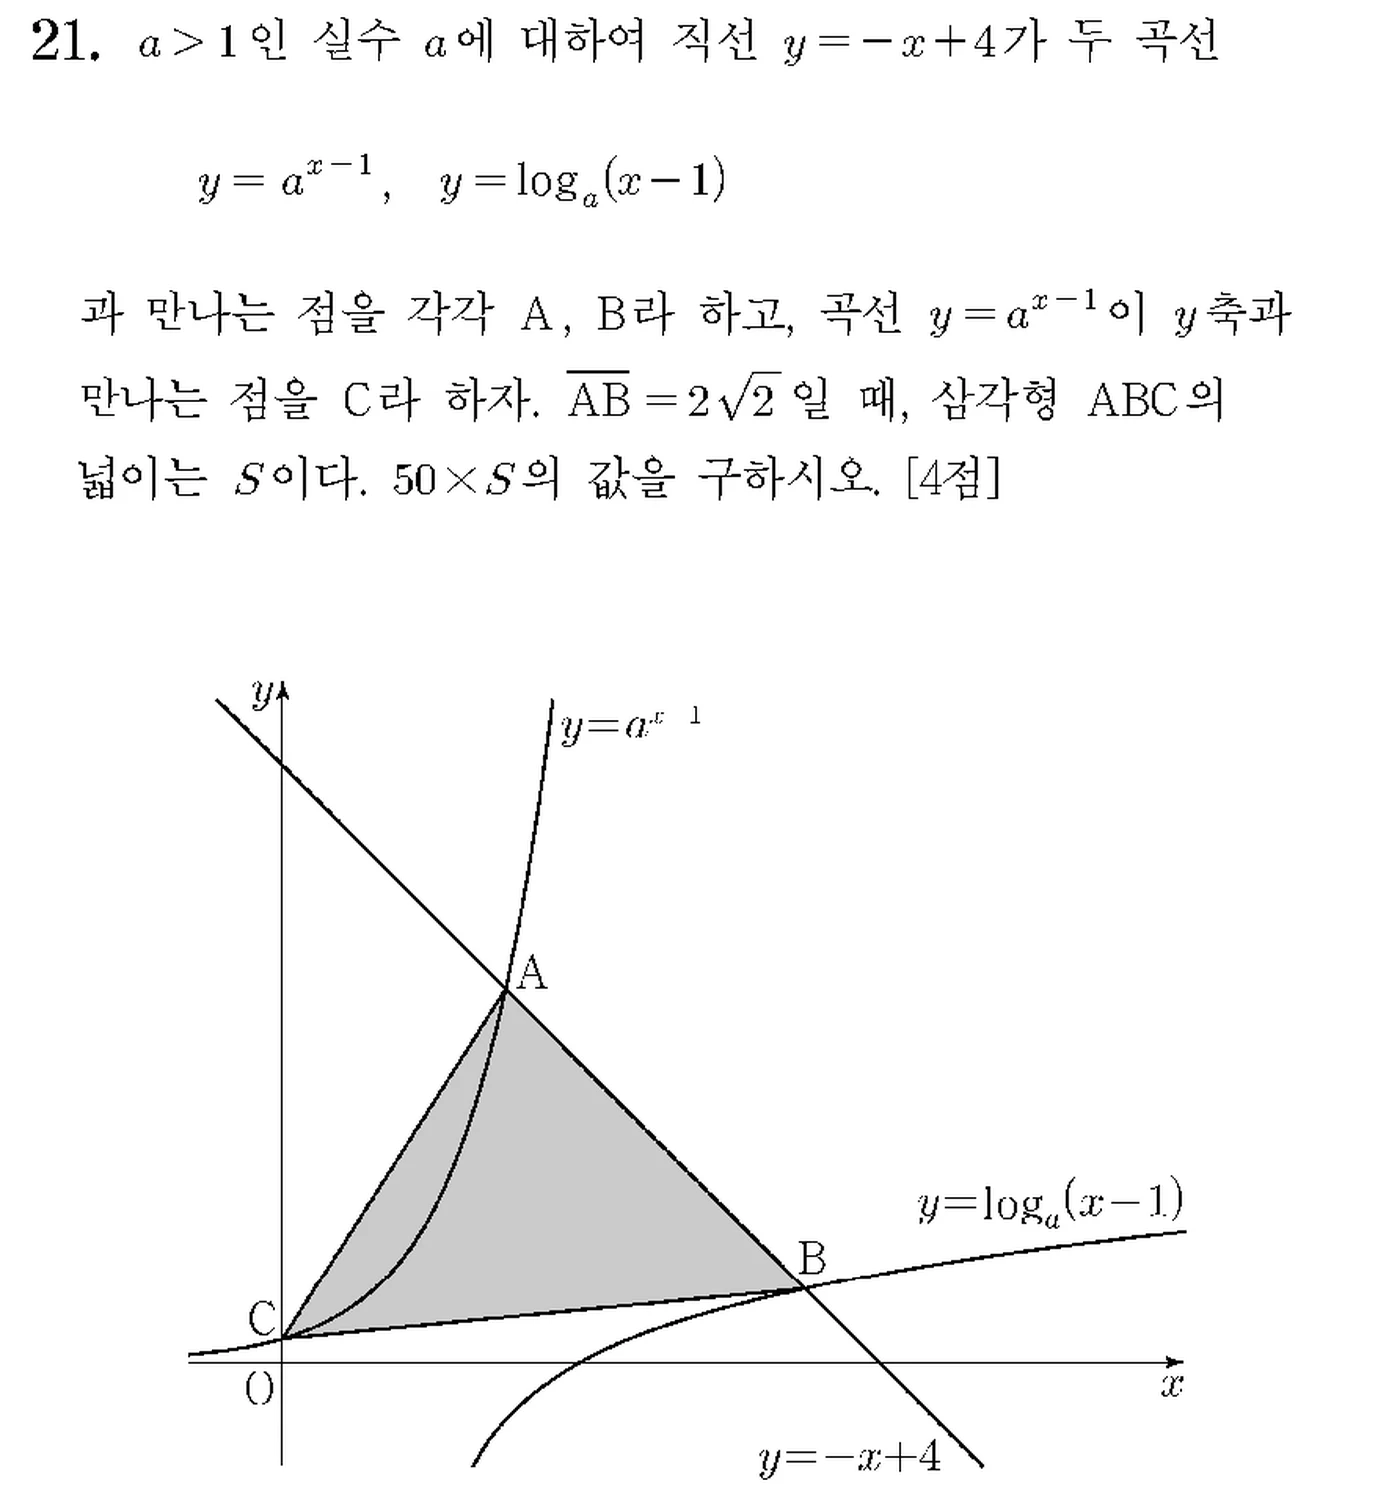 21. a > 1인 실수 a에 대하여 직선 y = −x + 4가 두 곡선
y = a^{x−1}, y = log_a(x − 1)
과 만나는 점을 각각 A, B라 하고, 곡선 y = a^{x−1}이 y축과
만나는 점을 C라 하자. \overline{AB} = 2√2 일 때, 삼각형 ABC의
넓이는 S이다. 50×S의 값을 구하시오. [4점]
y
y=a^{x 1}
A
y=log_a(x−1)
B
C
O
x
y=−x+4